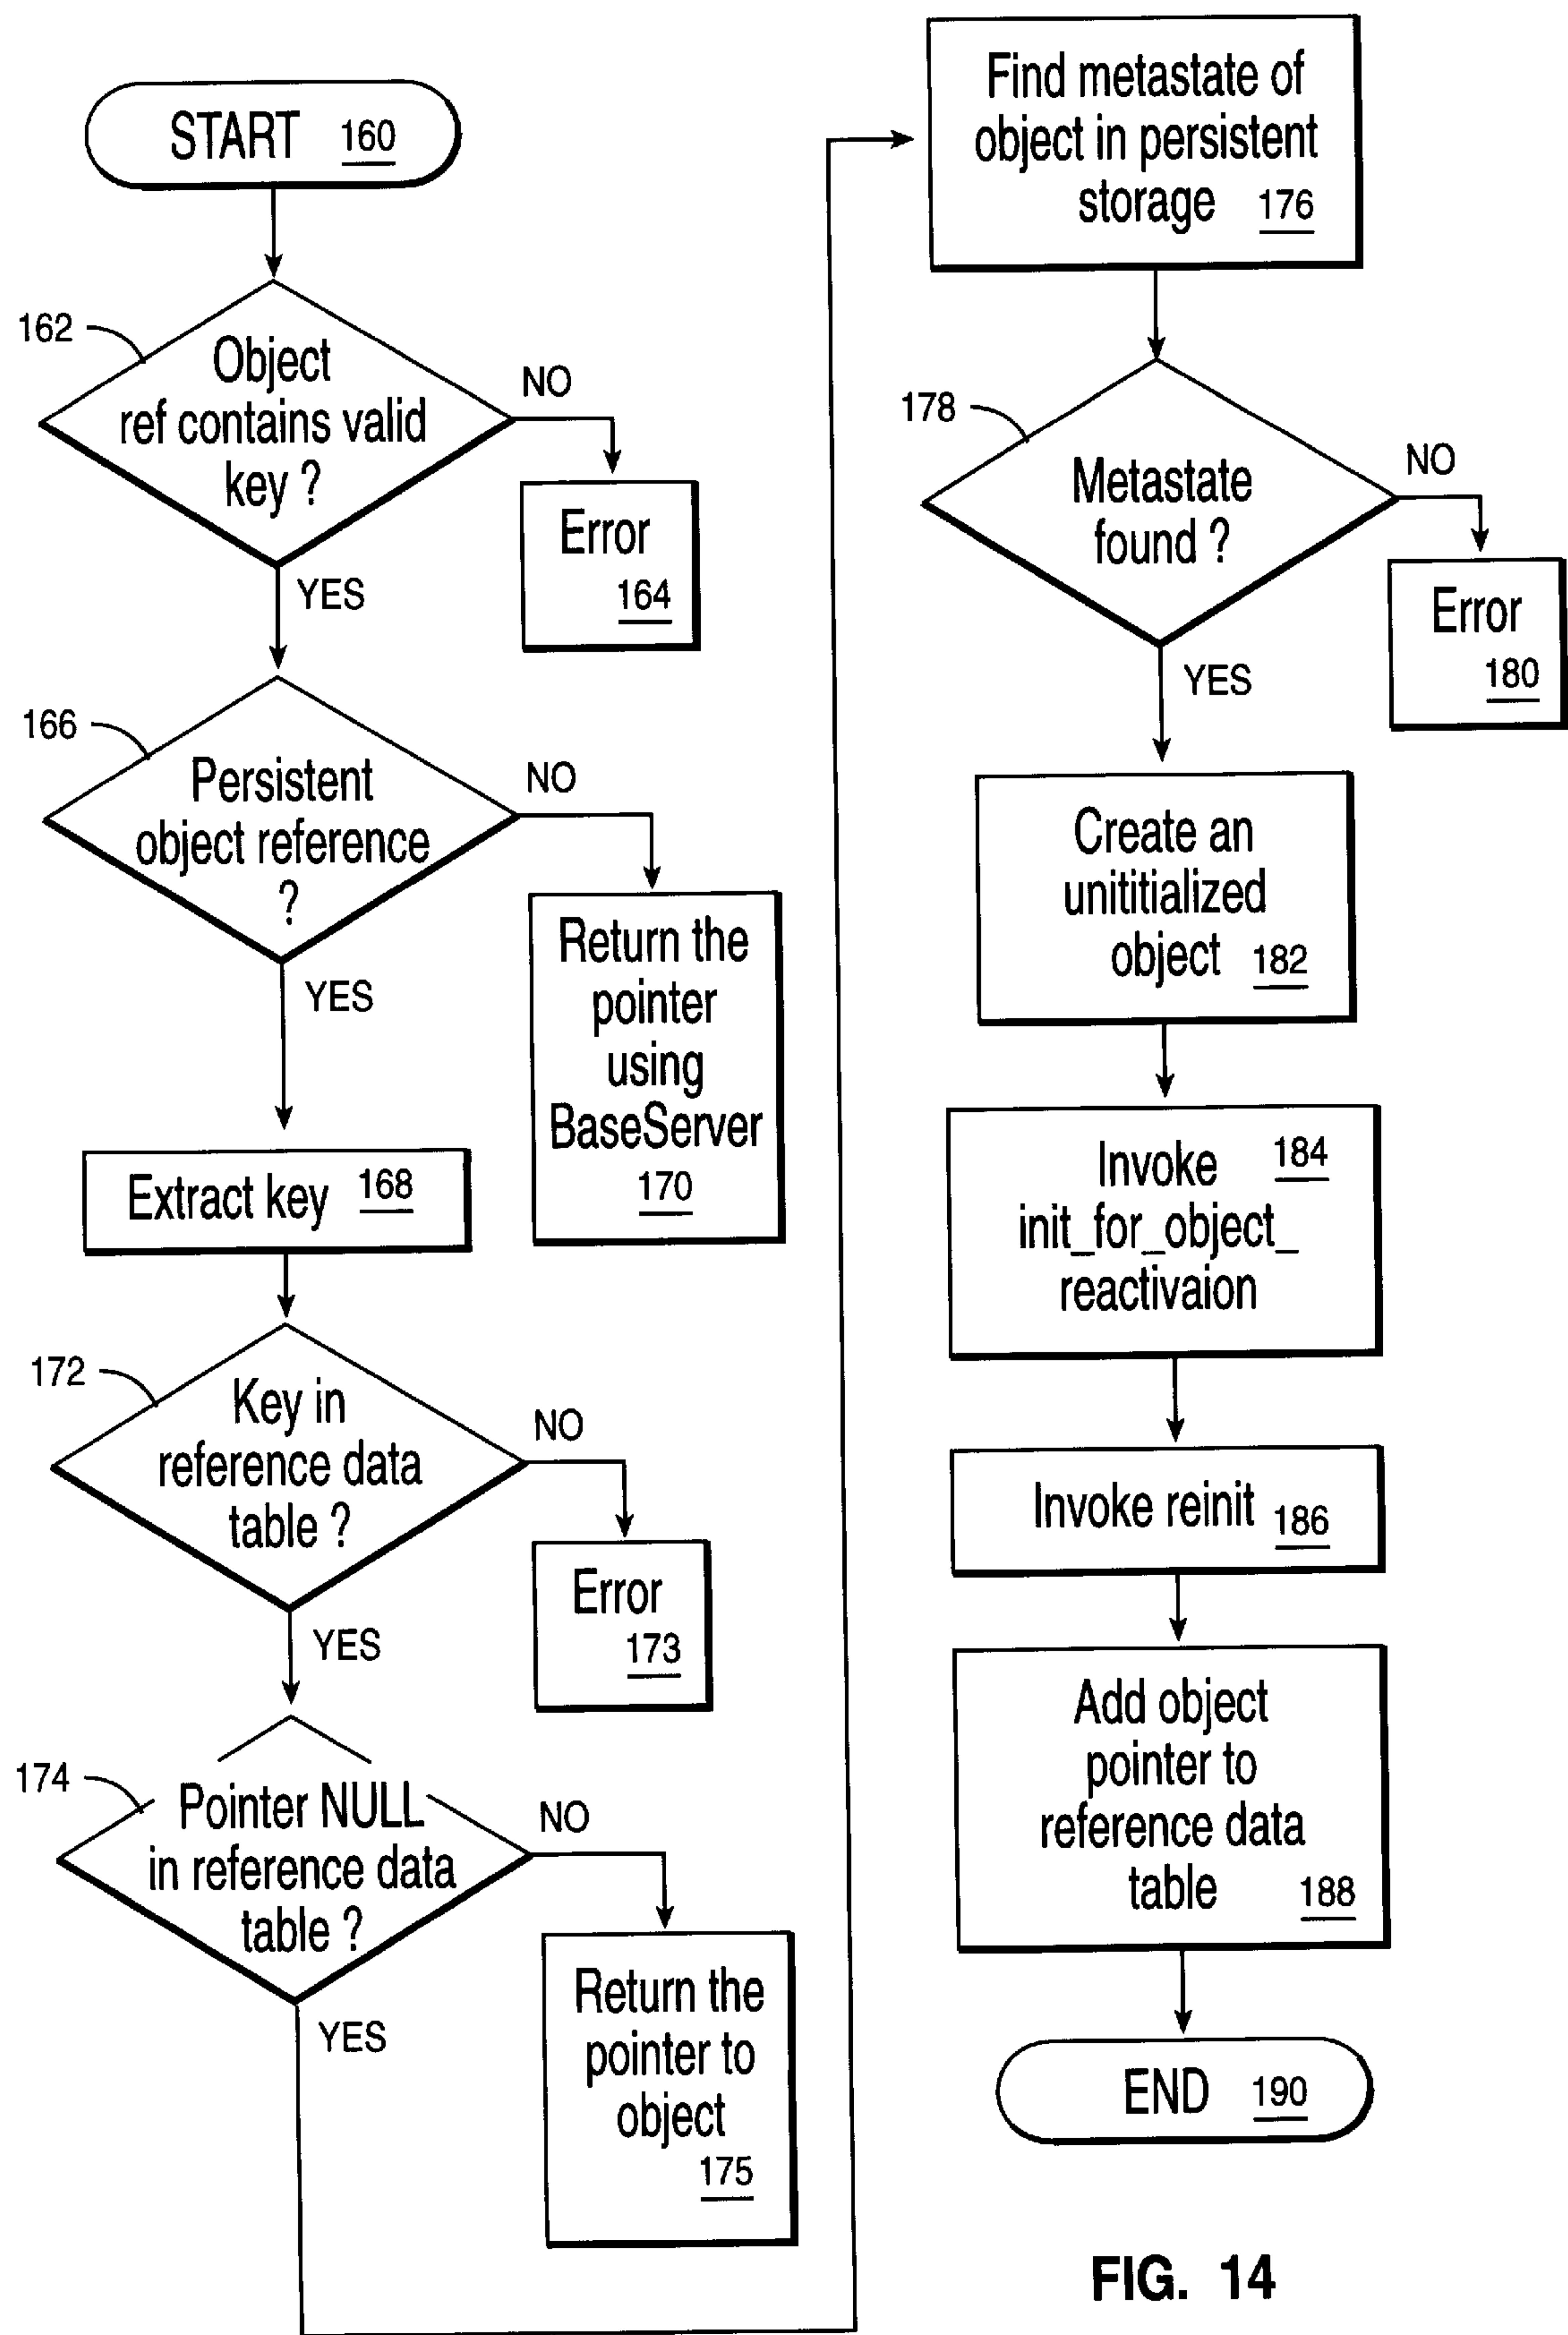 START 160
162
Object
ref contains valid
key ?
NO
Error
164
YES
166
Persistent
object reference
?
NO
Return the
pointer
using
BaseServer
170
YES
Extract key 168
172
Key in
reference data
table ?
NO
Error
173
YES
174
Pointer NULL
in reference data
table ?
NO
Return the
pointer to
object
175
YES
Find metastate of
object in persistent
storage 176
178
Metastate
found ?
NO
Error
180
YES
Create an
unititialized
object 182
Invoke 184
init_for_object_
reactivaion
Invoke reinit 186
Add object
pointer to
reference data
table 188
END 190
FIG. 14